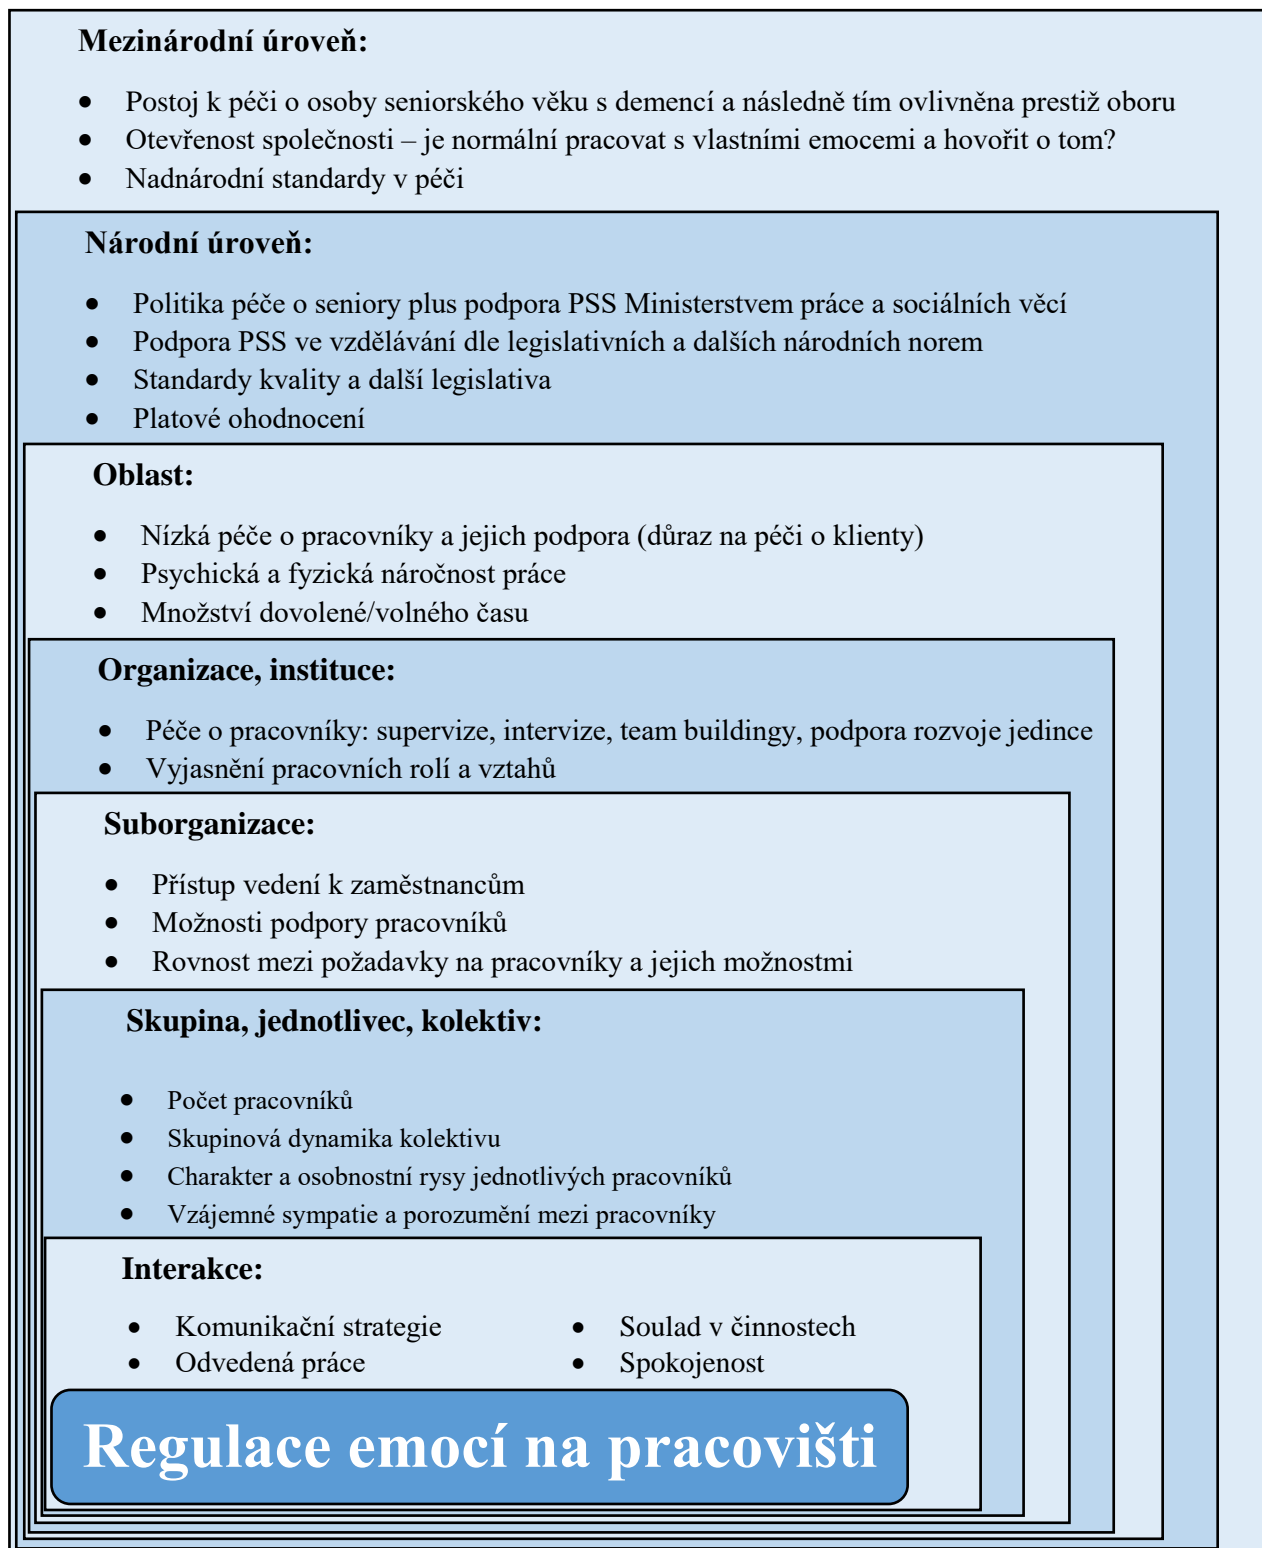 Mezinárodní úroveň:
• Postoj k péči o osoby seniorského věku s demencí a následně tím ovlivněna prestiž oboru
• Otevřenost společnosti – je normální pracovat s vlastními emocemi a hovořit o tom?
• Nadnárodní standardy v péči
Národní úroveň:
• Politika péče o seniory plus podpora PSS Ministerstvem práce a sociálních věcí
• Podpora PSS ve vzdělávání dle legislativních a dalších národních norem
• Standardy kvality a další legislativa
• Platové ohodnocení
Oblast:
• Nízká péče o pracovníky a jejich podpora (důraz na péči o klienty)
• Psychická a fyzická náročnost práce
• Množství dovolené/volného času
Organizace, instituce:
• Péče o pracovníky: supervize, intervize, team buildingy, podpora rozvoje jedince
• Vyjasnění pracovních rolí a vztahů
Suborganizace:
• Přístup vedení k zaměstnancům
• Možnosti podpory pracovníků
• Rovnost mezi požadavky na pracovníky a jejich možnostmi
Skupina, jednotlivec, kolektiv:
• Počet pracovníků
• Skupinová dynamika kolektivu
• Charakter a osobnostní rysy jednotlivých pracovníků
• Vzájemné sympatie a porozumění mezi pracovníky
Interakce:
• Komunikační strategie
• Odvedená práce
• Soulad v činnostech
• Spokojenost
Regulace emocí na pracovišti